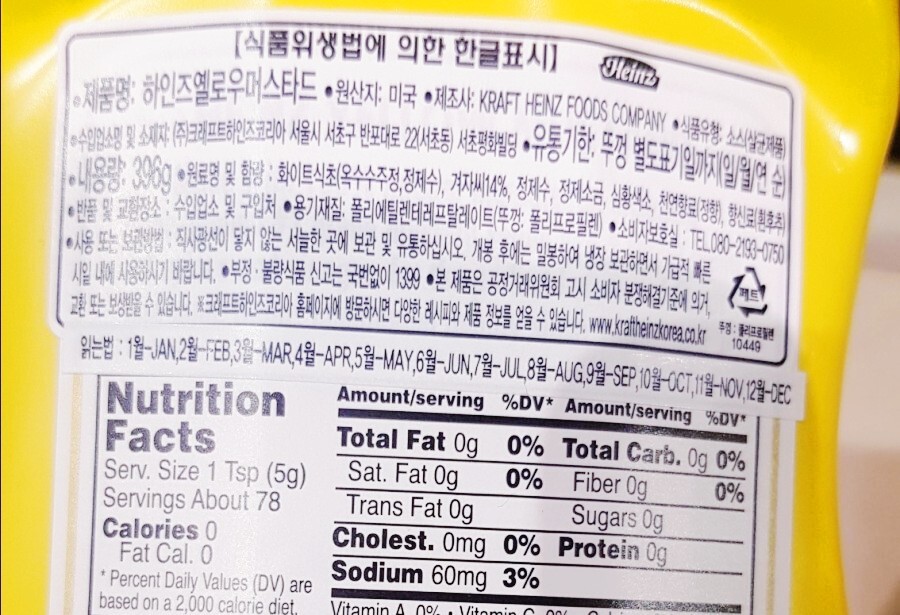 [식품위생법에 의한 한글표시]
Heinz
•제품명: 하인즈옐로우머스타드 •원산지: 미국 •제조사: KRAFT HEINZ FOODS COMPANY •식품유형: 소스(살균제품)
•수입업소명 및 소재지: (주)크래프트하인즈코리아 서울시 서초구 반포대로 22(서초동) 서초평화빌딩 •유통기한: 뚜껑 별도표기일까지(일/월/연 순)
•내용량: 396g •원료명 및 함량 : 화이트식초(옥수수주정,정제수), 겨자씨14%, 정제수, 정제소금, 심황색소, 천연향료(정향), 향신료(흰후추)
•반품 및 교환장소 : 수입업소 및 구입처 •용기재질: 폴리에틸렌테레프탈레이트(뚜껑: 폴리프로필렌) •소비자보호실 : TEL.080-2193-0750
•사용 또는 보관방법 : 직사광선이 닿지 않는 서늘한 곳에 보관 및 유통하십시오. 개봉 후에는 밀봉하여 냉장 보관하면서 가급적 빠른
시일 내에 사용하시기 바랍니다. •부정·불량식품 신고는 국번없이 1399 •본 제품은 공정거래위원회 고시 소비자 분쟁해결기준에 의거,
교환 또는 보상받을 수 있습니다. ※크래프트하인즈코리아 홈페이지에 방문하시면 다양한 레시피와 제품 정보를 얻을 수 있습니다. www.kraftheinzkorea.co.kr
페트
뚜껑 : 폴리프로필렌
10449
읽는법 : 1월-JAN,2월-FEB,3월-MAR,4월-APR,5월-MAY,6월-JUN,7월-JUL,8월-AUG,9월-SEP,10월-OCT,11월-NOV,12월-DEC
Nutrition
Facts
Serv. Size 1 Tsp (5g)
Servings About 78
Calories 0
Fat Cal. 0
* Percent Daily Values (DV) are
based on a 2,000 calorie diet.
Amount/serving %DV* Amount/serving %DV*
Total Fat 0g 0% Total Carb. 0g 0%
Sat. Fat 0g 0% Fiber 0g 0%
Trans Fat 0g Sugars 0g
Cholest. 0mg 0% Protein 0g
Sodium 60mg 3%
Vitamin A 0% • Vitamin C 0%